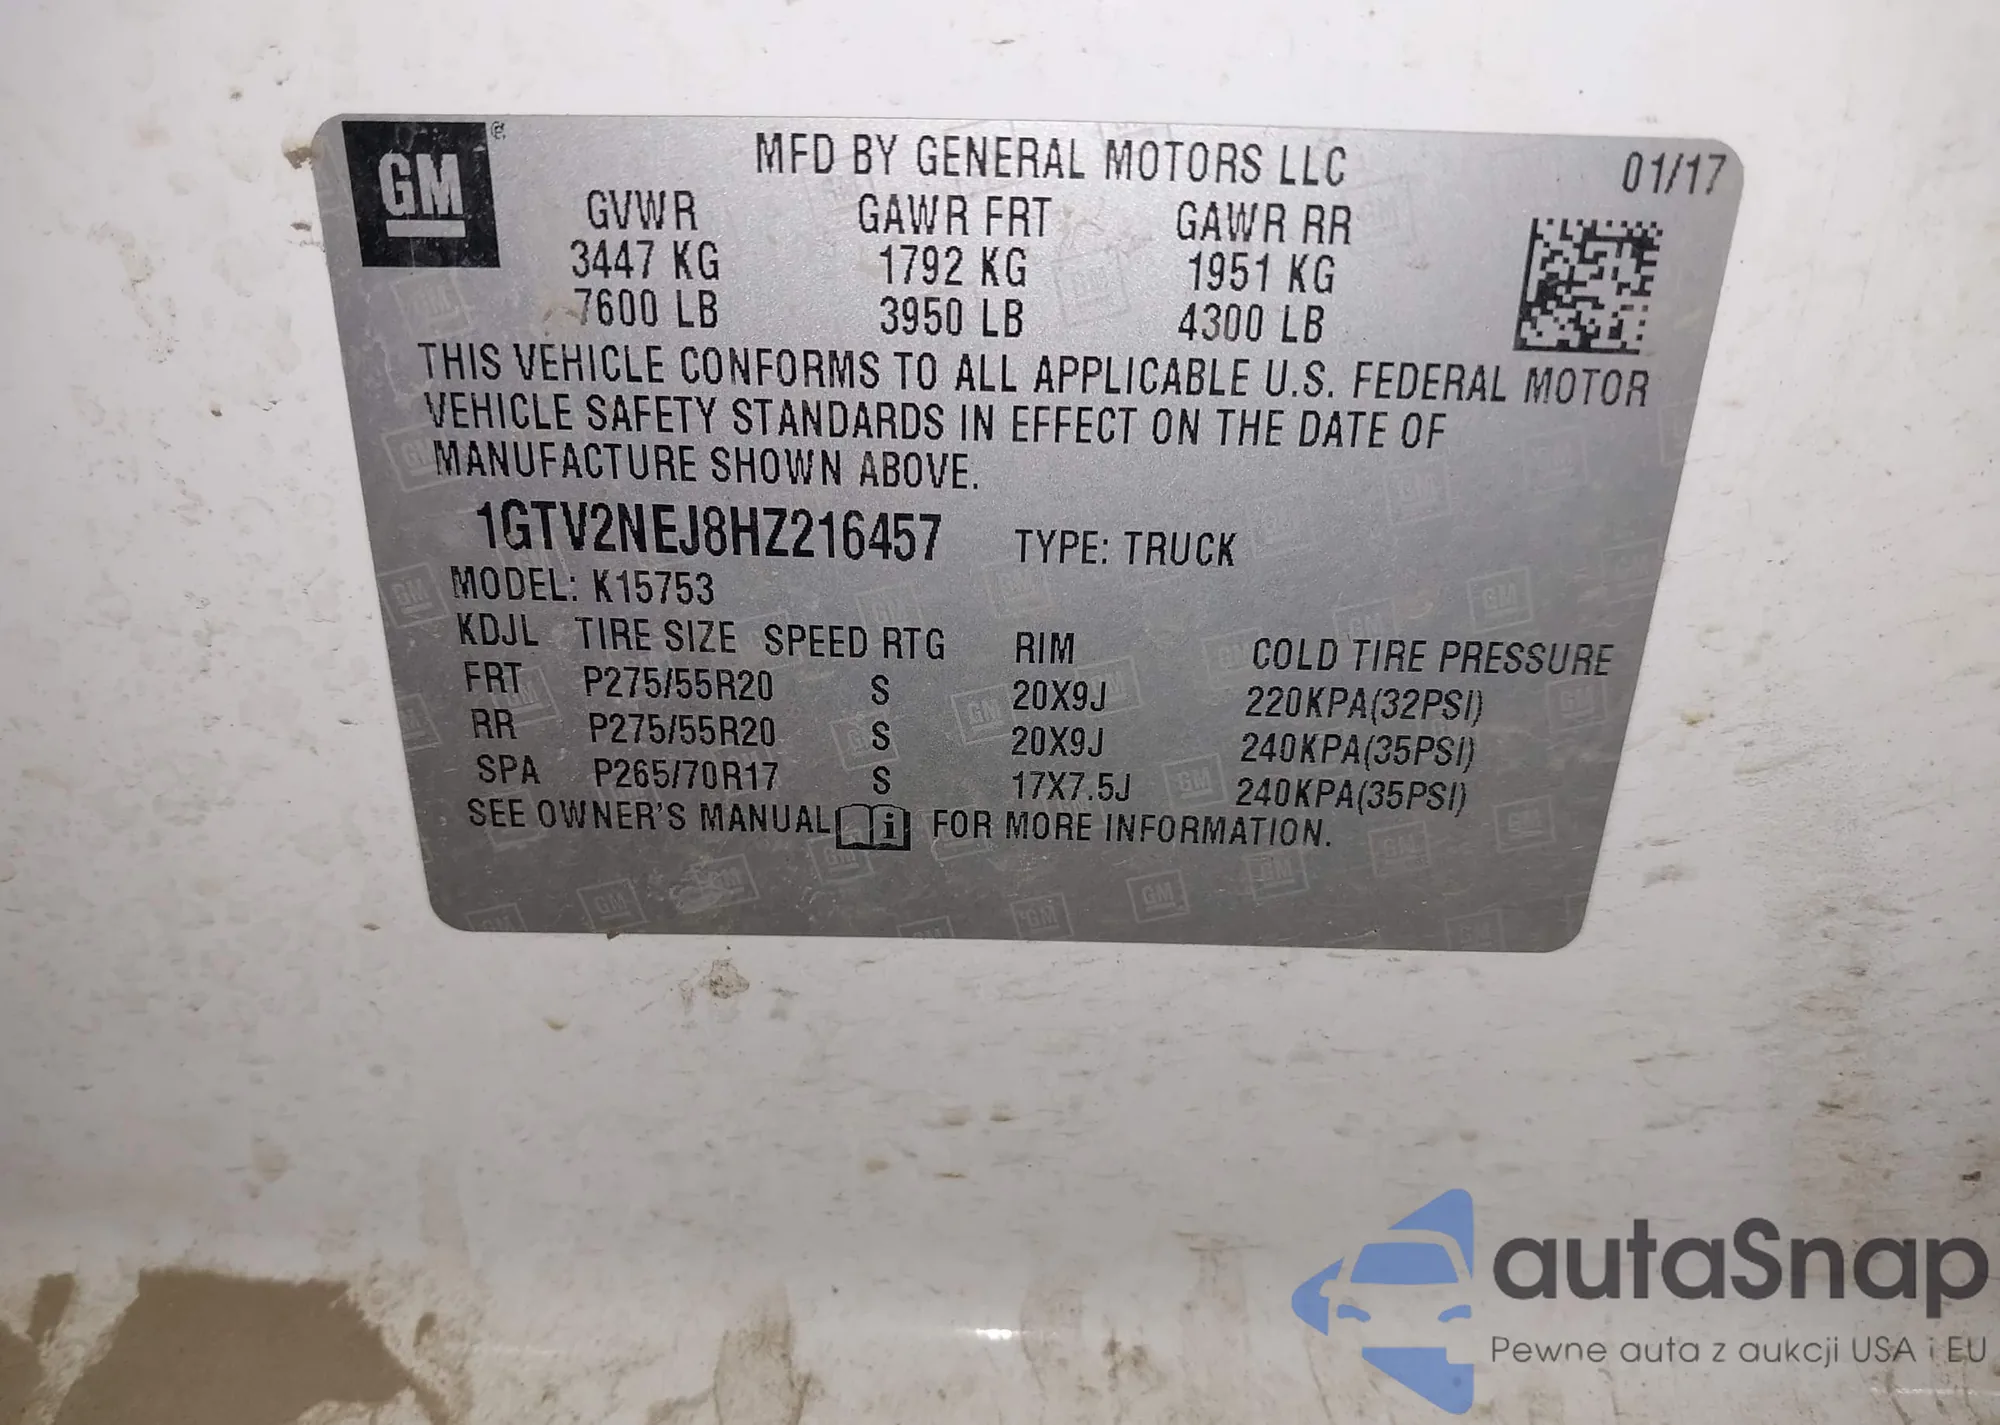 GM
MFD BY GENERAL MOTORS LLC 01/17
GVWR GAWR FRT GAWR RR
3447 KG 1792 KG 1951 KG
7600 LB 3950 LB 4300 LB
THIS VEHICLE CONFORMS TO ALL APPLICABLE U.S. FEDERAL MOTOR
VEHICLE SAFETY STANDARDS IN EFFECT ON THE DATE OF
MANUFACTURE SHOWN ABOVE.
1GTV2NEJ8HZ216457 TYPE: TRUCK
MODEL: K15753
KDJL TIRE SIZE SPEED RTG RIM COLD TIRE PRESSURE
FRT P275/55R20 S 20X9J 220KPA(32PSI)
RR P275/55R20 S 20X9J 240KPA(35PSI)
SPA P265/70R17 S 17X7.5J 240KPA(35PSI)
SEE OWNER'S MANUAL i FOR MORE INFORMATION.
autaSnap
Pewne auta z aukcji USA i EU